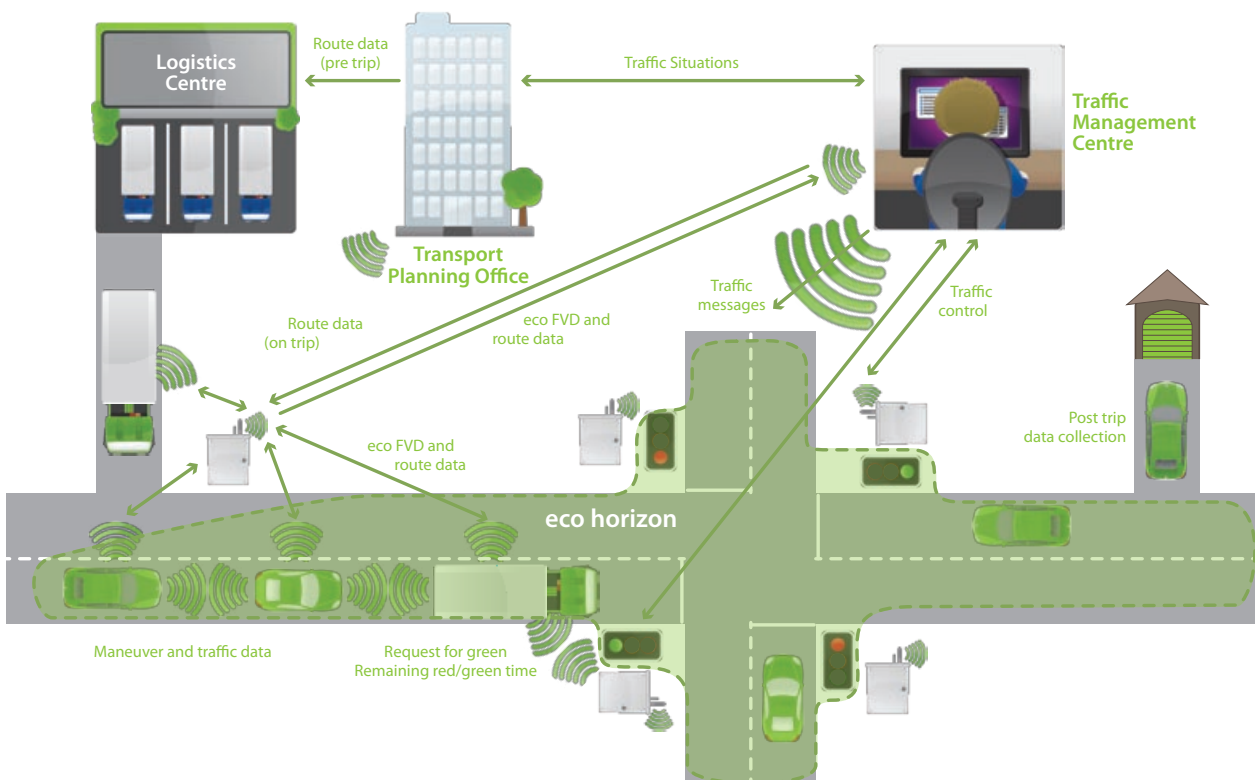 Logistics
Centre
Route data
(pre trip)
Traffic Situations
Traffic
Management
Centre
Transport
Planning Office
Traffic
messages
Traffic
control
Route data
(on trip)
eco FVD and
route data
eco FVD and
route data
Post trip
data collection
eco horizon
Maneuver and traffic data
Request for green
Remaining red/green time